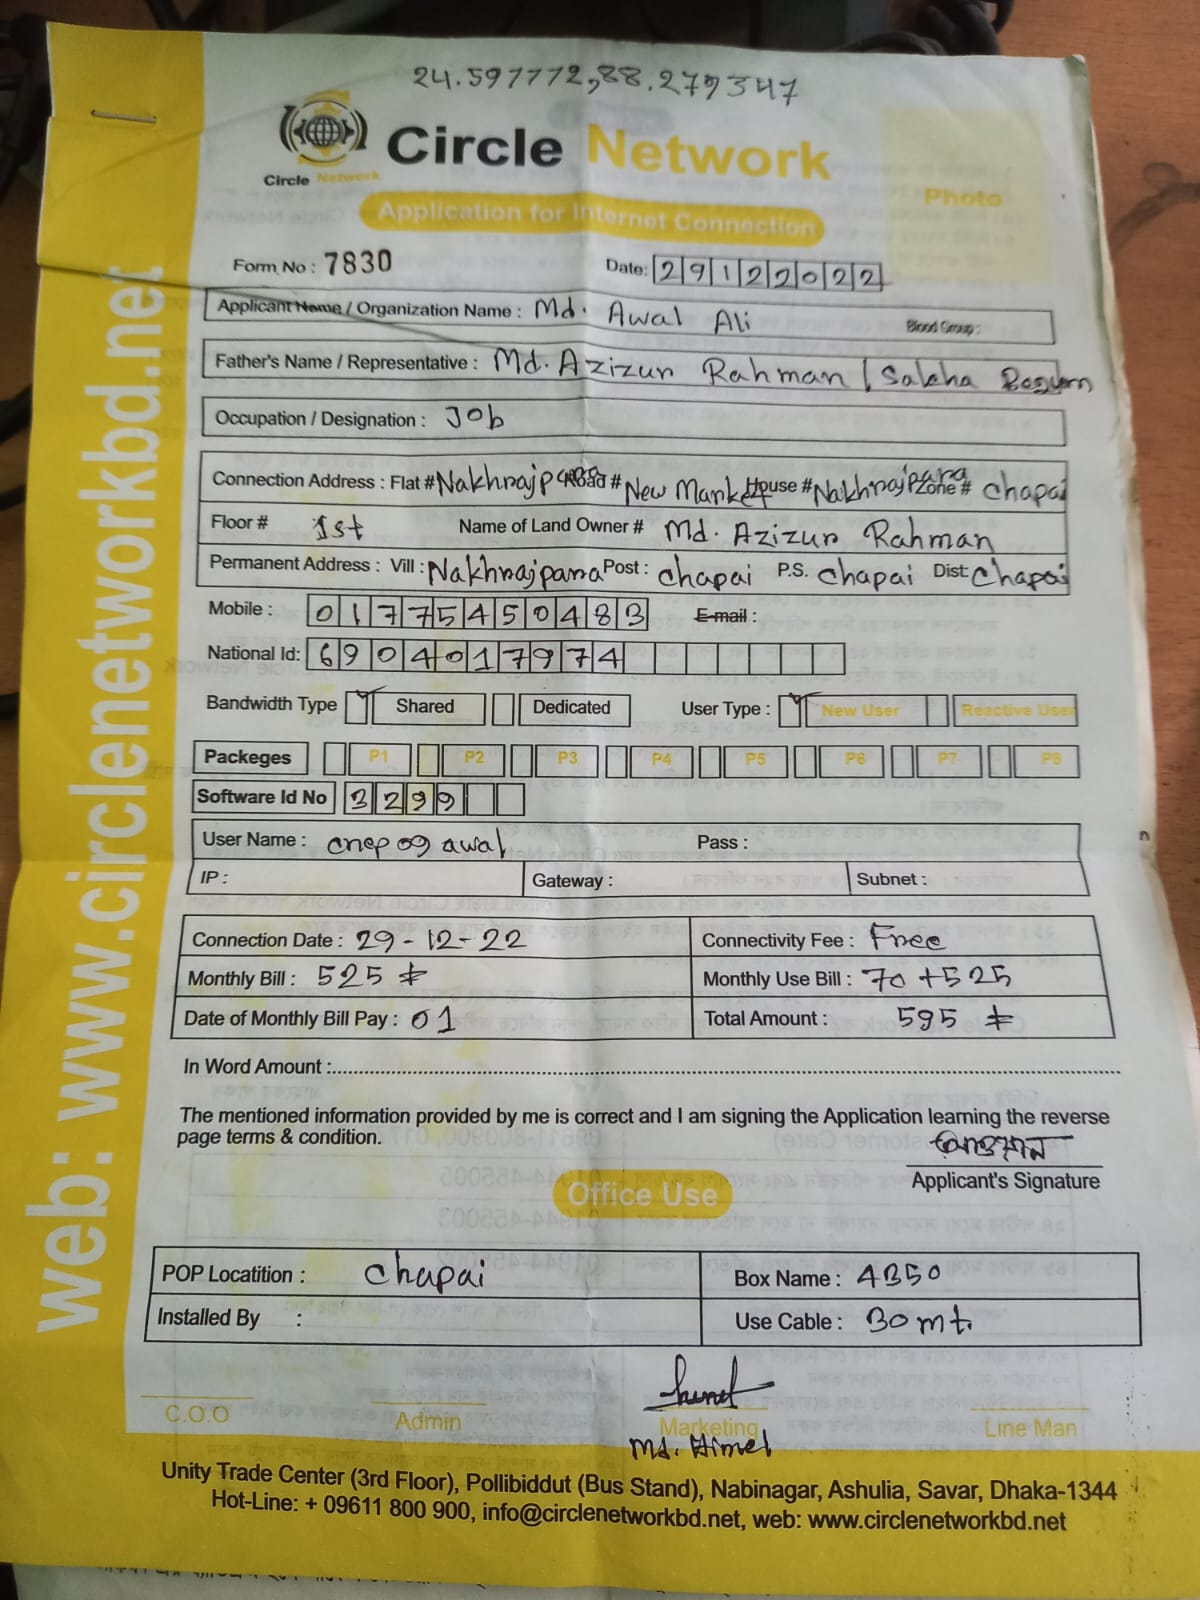 24.597772,88.279347
Circle Network
Circle Network
Photo
Application for Internet Connection
Form No : 7830 Date: 29122022
Applicant Name / Organization Name : Md. Awal Ali Blood Group :
Father's Name / Representative : Md. Azizur Rahman / Saleha Begum
Occupation / Designation : Job
Connection Address : Flat # Nakhrajpara Road # New Market House # Nakhrajpara Zone # Chapai
Floor # 1st Name of Land Owner # Md. Azizur Rahman
Permanent Address : Vill : Nakhrajpara Post : Chapai P.S. Chapai Dist: Chapai
Mobile : 01775450483 E-mail :
National Id: 6904017974
Bandwidth Type Shared Dedicated User Type : New User Reactive User
Packeges P1 P2 P3 P4 P5 P6 P7 P8
Software Id No 3299
User Name : cnep09 awal Pass :
IP : Gateway : Subnet :
Connection Date : 29-12-22 Connectivity Fee : Free
Monthly Bill : 525 Monthly Use Bill : 70+525
Date of Monthly Bill Pay : 01 Total Amount : 595
In Word Amount :
The mentioned information provided by me is correct and I am signing the Application learning the reverse
page terms & condition.
Applicant's Signature
Office Use
POP Locatition : Chapai Box Name : 4B50
Installed By : Use Cable : 30 mt.
C.O.O Admin Marketing Line Man
Md. Himel
Unity Trade Center (3rd Floor), Pollibiddut (Bus Stand), Nabinagar, Ashulia, Savar, Dhaka-1344
Hot-Line: + 09611 800 900, info@circlenetworkbd.net, web: www.circlenetworkbd.net
web: www.circlenetworkbd.net